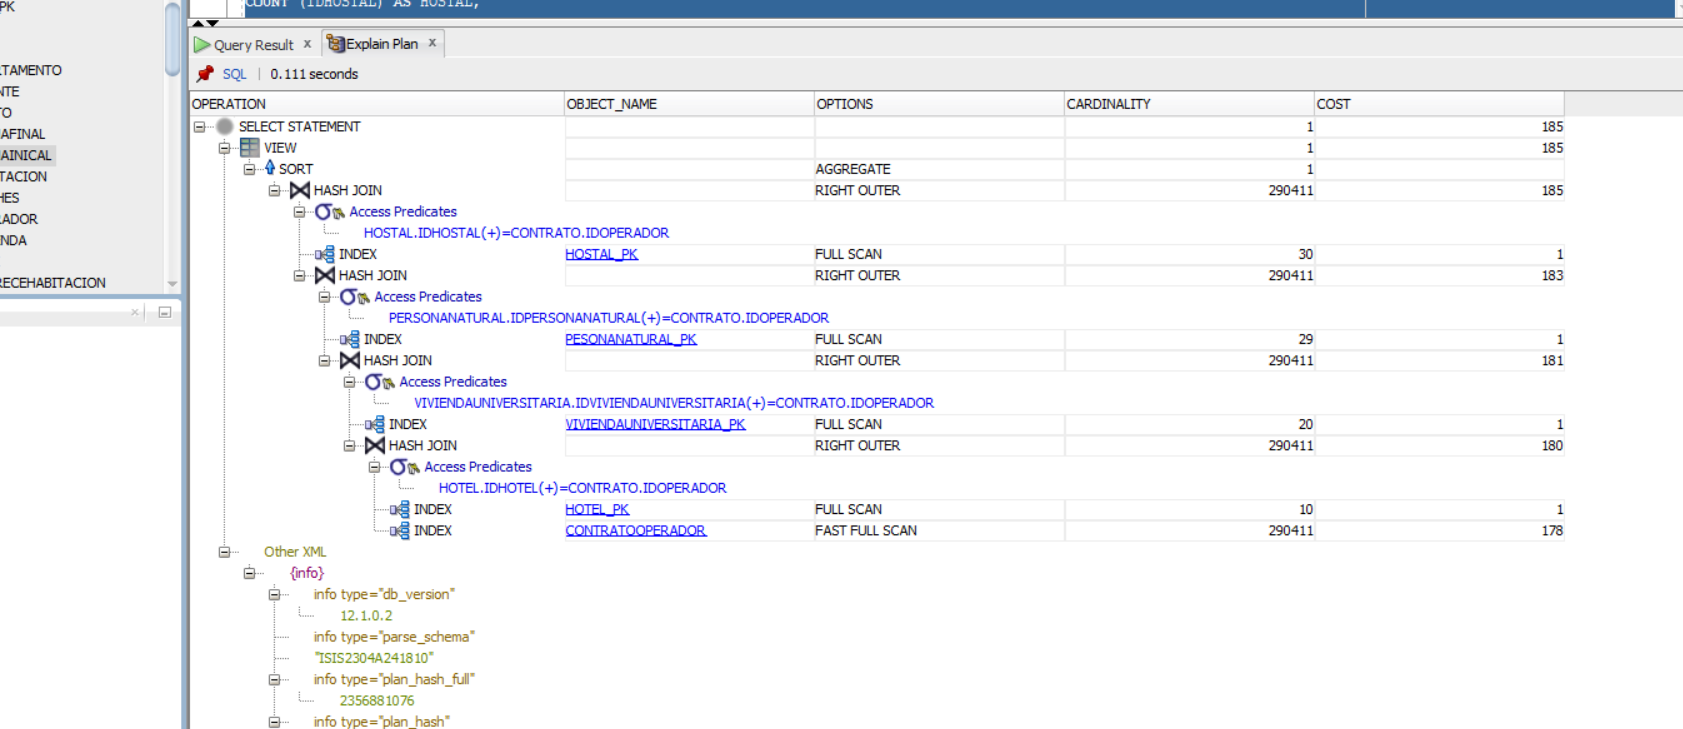 PK
COUNT (IDHOSTAL) AS HOSTAL,
RTAMENTO
NTE
TO
AFINAL
AINICAL
TACION
HES
RADOR
NDA
RECEHABITACION
Query Result x Explain Plan x
SQL | 0.111 seconds
OPERATION OBJECT_NAME OPTIONS CARDINALITY COST
SELECT STATEMENT 1 185
VIEW 1 185
SORT AGGREGATE 1
HASH JOIN RIGHT OUTER 290411 185
Access Predicates
HOSTAL.IDHOSTAL(+)=CONTRATO.IDOPERADOR
INDEX HOSTAL_PK FULL SCAN 30 1
HASH JOIN RIGHT OUTER 290411 183
Access Predicates
PERSONANATURAL.IDPERSONANATURAL(+)=CONTRATO.IDOPERADOR
INDEX PESONANATURAL_PK FULL SCAN 29 1
HASH JOIN RIGHT OUTER 290411 181
Access Predicates
VIVIENDAUNIVERSITARIA.IDVIVIENDAUNIVERSITARIA(+)=CONTRATO.IDOPERADOR
INDEX VIVIENDAUNIVERSITARIA_PK FULL SCAN 20 1
HASH JOIN RIGHT OUTER 290411 180
Access Predicates
HOTEL.IDHOTEL(+)=CONTRATO.IDOPERADOR
INDEX HOTEL_PK FULL SCAN 10 1
INDEX CONTRATOOPERADOR FAST FULL SCAN 290411 178
Other XML
{info}
info type="db_version"
12.1.0.2
info type="parse_schema"
"ISIS2304A241810"
info type="plan_hash_full"
2356881076
info type="plan_hash"